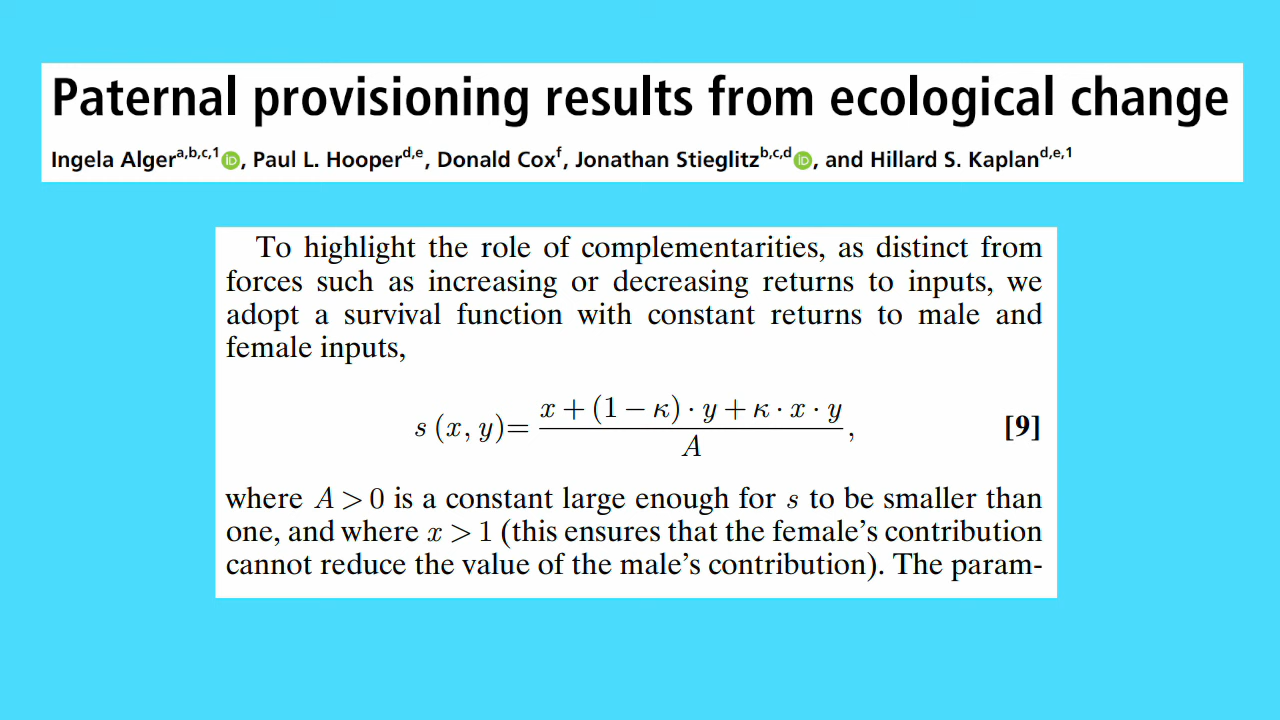 Paternal provisioning results from ecological change
Ingela Alger^a,b,c,1 iD, Paul L. Hooper^d,e, Donald Cox^f, Jonathan Stieglitz^b,c,d iD, and Hillard S. Kaplan^d,e,1
To highlight the role of complementarities, as distinct from
forces such as increasing or decreasing returns to inputs, we
adopt a survival function with constant returns to male and
female inputs,
s (x, y)= \frac{x + (1 − κ) · y + κ · x · y}{A}, [9]
where A > 0 is a constant large enough for s to be smaller than
one, and where x > 1 (this ensures that the female’s contribution
cannot reduce the value of the male’s contribution). The param-